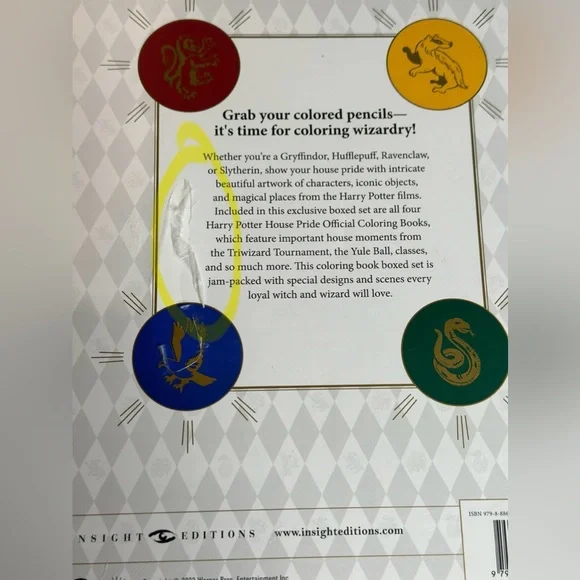 Grab your colored pencils—
it's time for coloring wizardry!
Whether you're a Gryffindor, Hufflepuff, Ravenclaw,
or Slytherin, show your house pride with intricate
beautiful artwork of characters, iconic objects,
and magical places from the Harry Potter films.
Included in this exclusive boxed set are all four
Harry Potter House Pride Official Coloring Books,
which feature important house moments from
the Triwizard Tournament, the Yule Ball, classes,
and so much more. This coloring book boxed set is
jam-packed with special designs and scenes every
loyal witch and wizard will love.
ISBN 979-8-886
NSIGHT EDITIONS www.insighteditions.com
9 79
Entertainment Inc